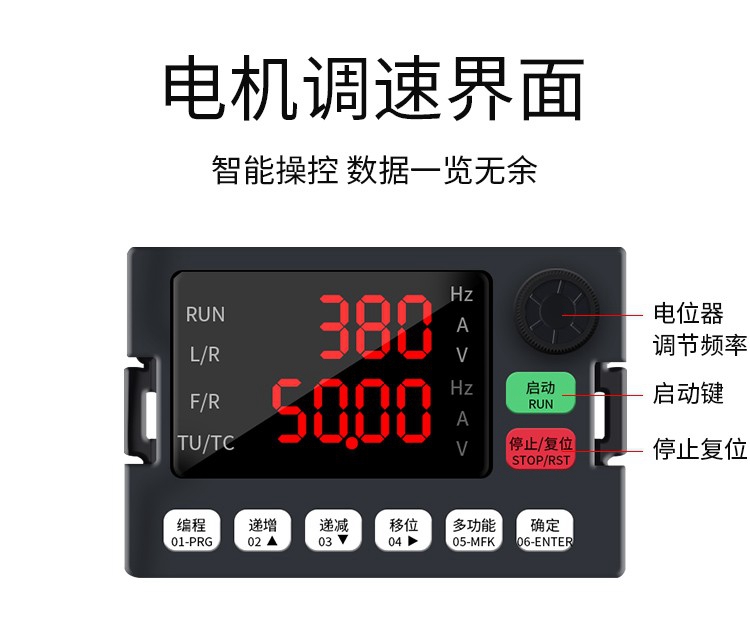 电机调速界面
智能操控 数据一览无余
RUN
L/R
F/R
TU/TC
380
50.00
Hz
A
V
Hz
A
V
电位器
调节频率
启动
RUN
启动键
停止/复位
STOP/RST
停止复位
编程
01-PRG
递增
02 ▲
递减
03 ▼
移位
04 ▶
多功能
05-MFK
确定
06-ENTER